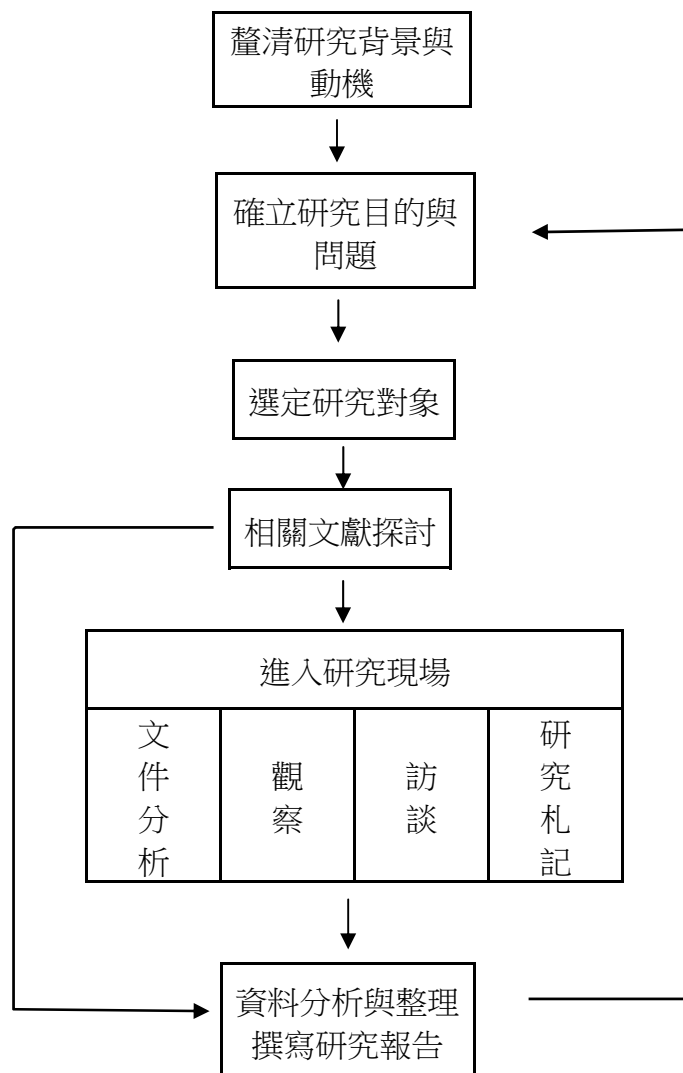 釐清研究背景與
動機
確立研究目的與
問題
選定研究對象
相關文獻探討
進入研究現場
文件分析
觀察
訪談
研究札記
資料分析與整理
撰寫研究報告